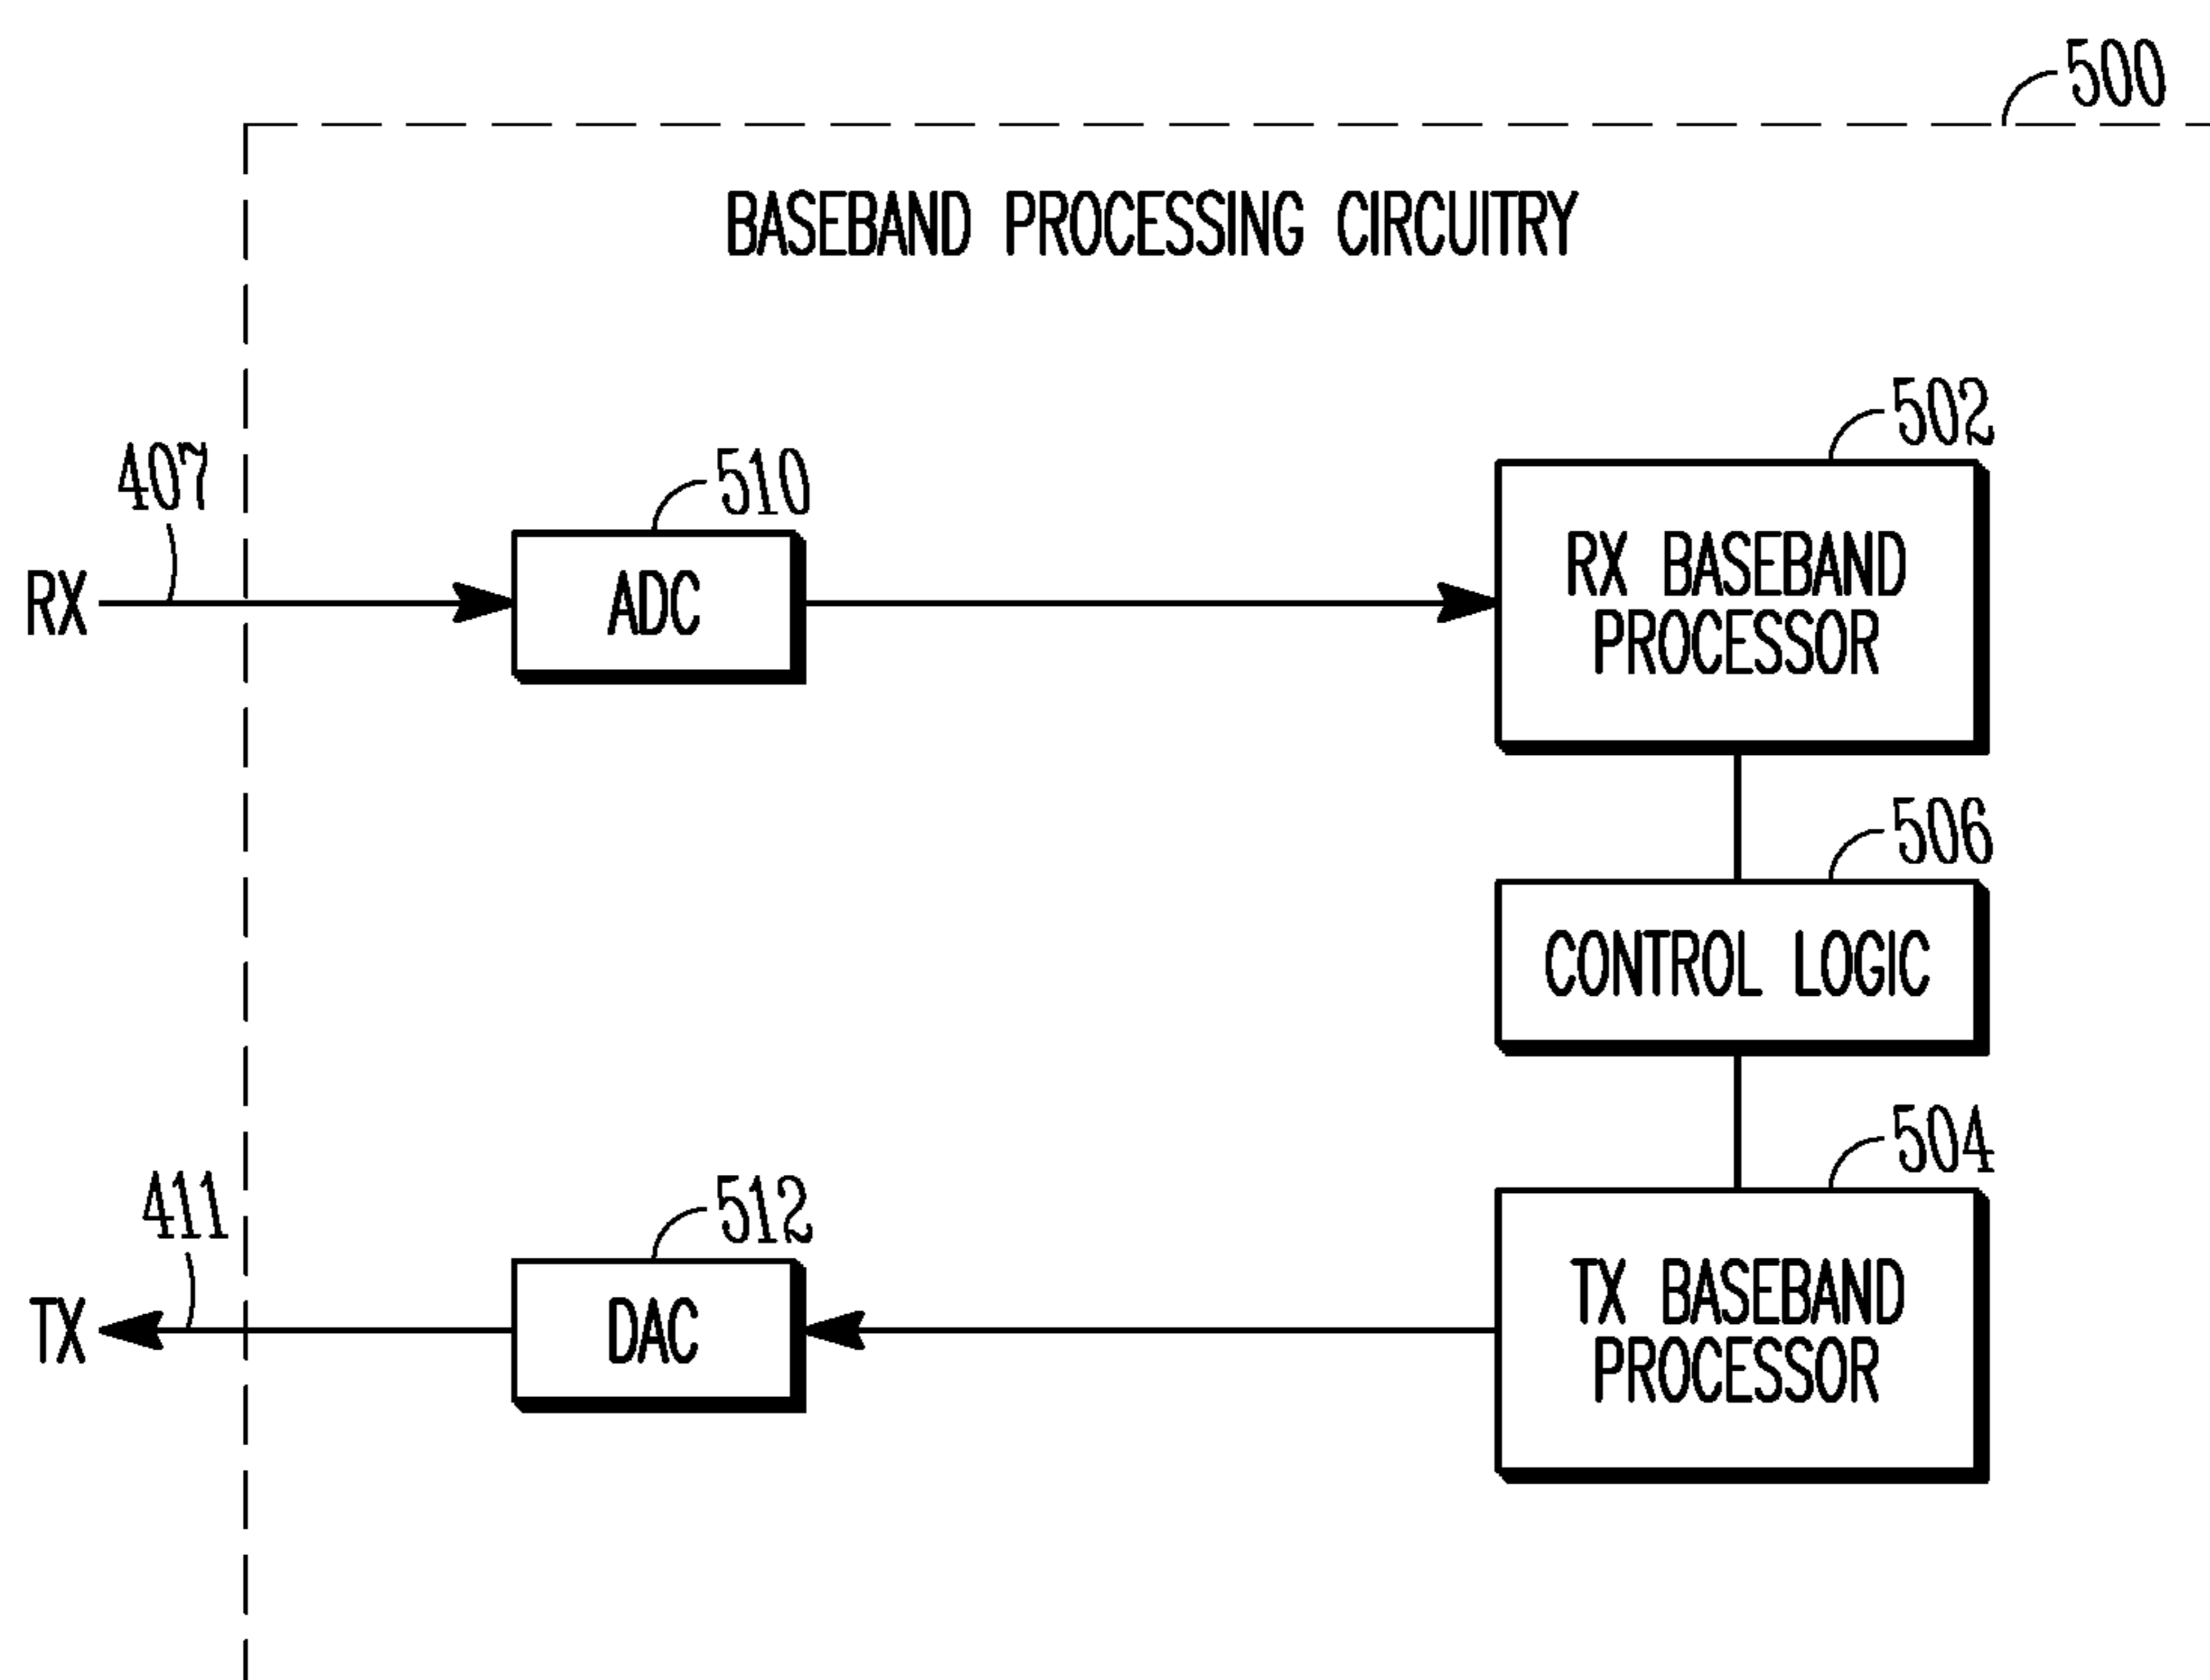 500
BASEBAND PROCESSING CIRCUITRY
502
407
510
RX
ADC
RX BASEBAND
PROCESSOR
506
CONTROL LOGIC
504
411
512
TX
DAC
TX BASEBAND
PROCESSOR